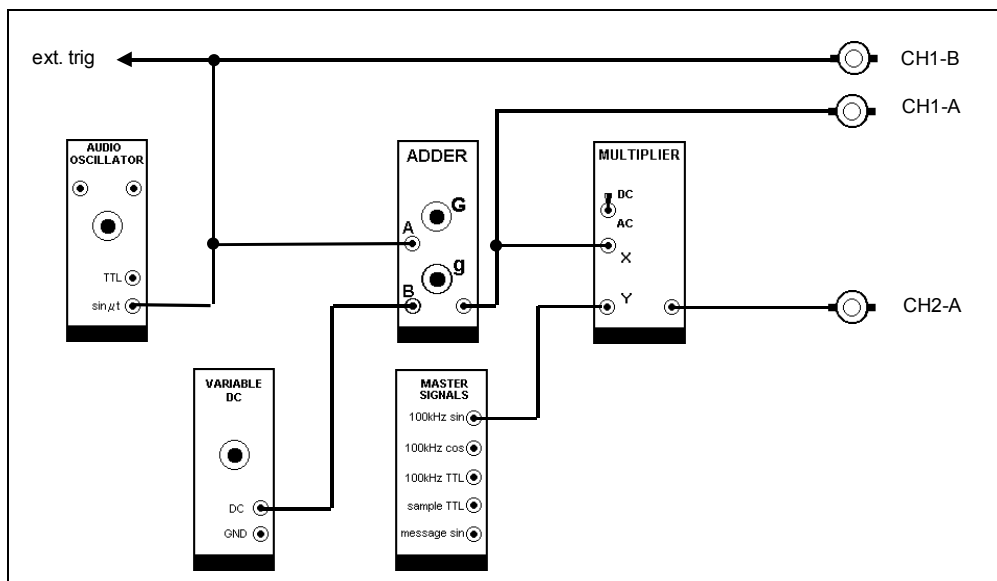 ext. trig
CH1-B
CH1-A
AUDIO
OSCILLATOR
TTL
sinμt
ADDER
G
A
g
B
MULTIPLIER
DC
AC
X
Y
CH2-A
VARIABLE
DC
DC
GND
MASTER
SIGNALS
100kHz sin
100kHz cos
100kHz TTL
sample TTL
message sin